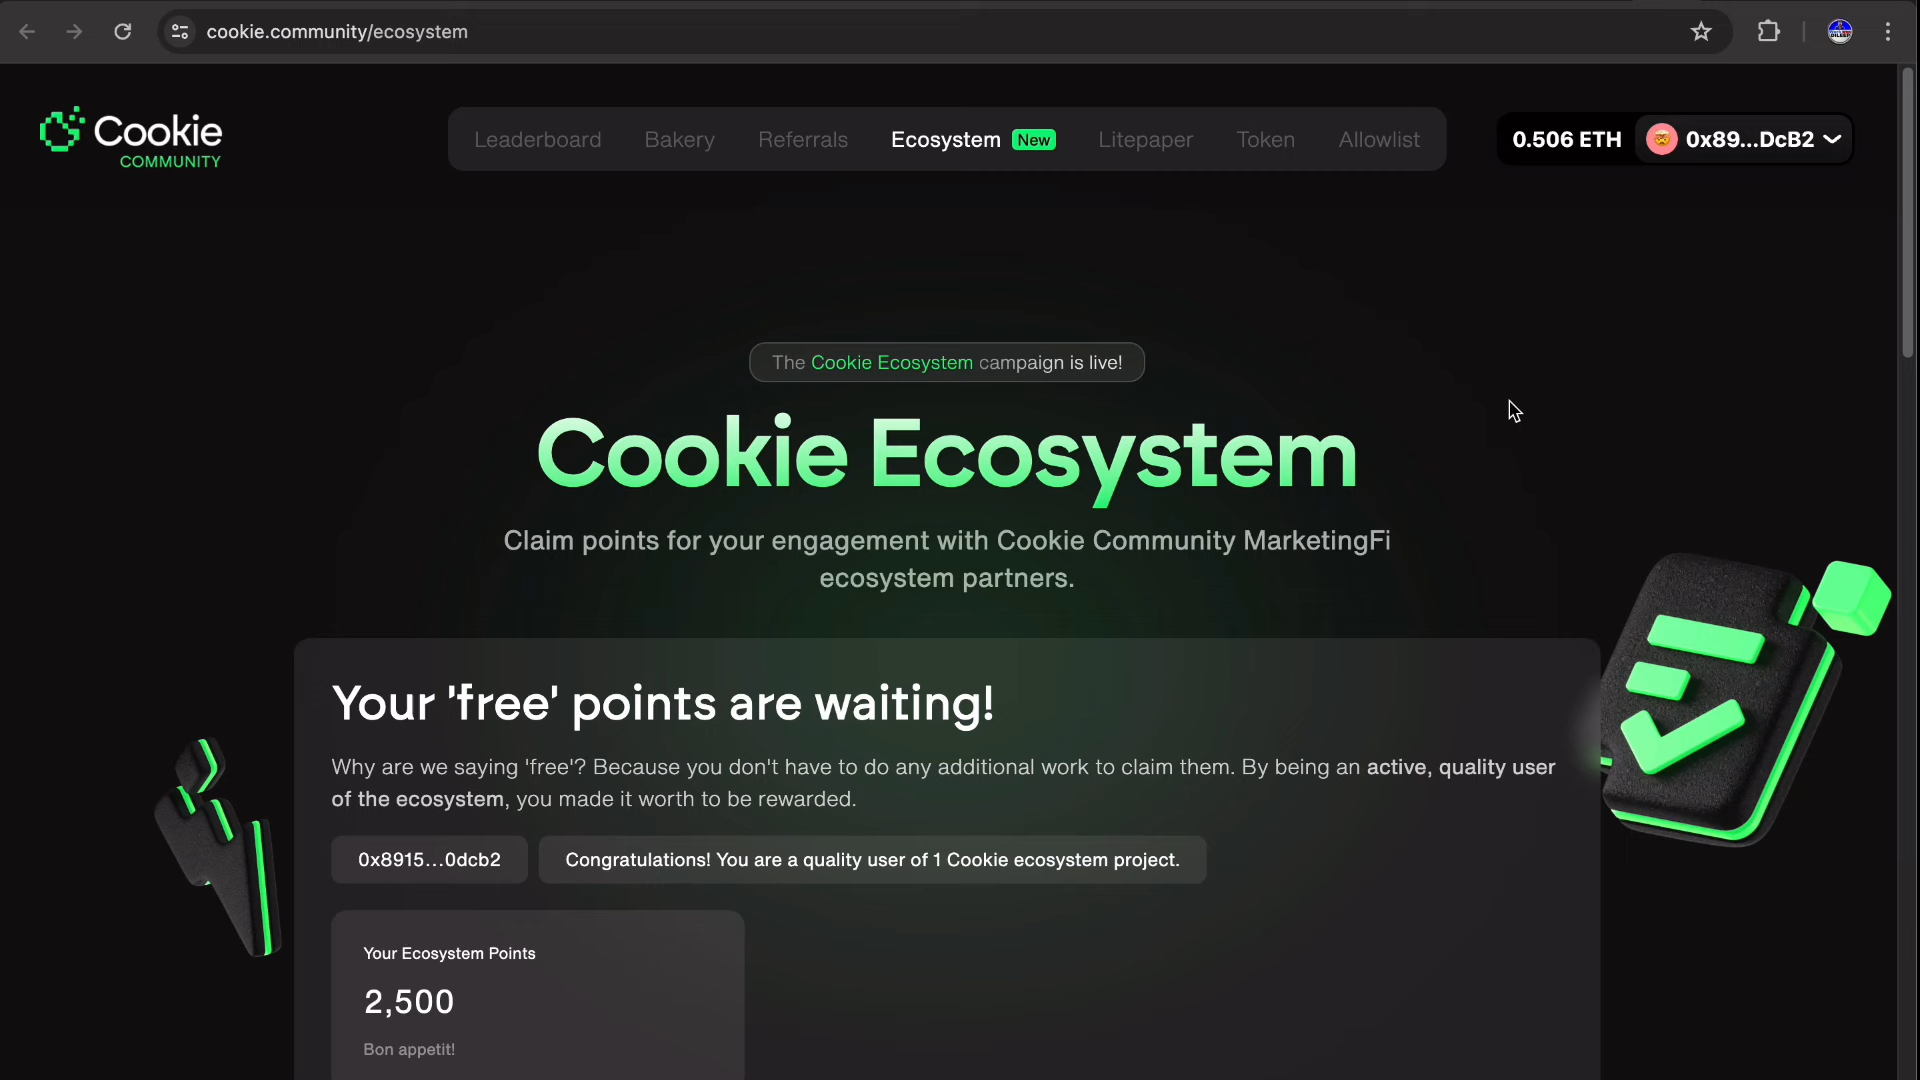 cookie.community/ecosystem
Cookie
COMMUNITY
Leaderboard Bakery Referrals Ecosystem New Litepaper Token Allowlist
0.506 ETH 0x89...DcB2
The Cookie Ecosystem campaign is live!
Cookie Ecosystem
Claim points for your engagement with Cookie Community MarketingFi
ecosystem partners.
Your 'free' points are waiting!
Why are we saying 'free'? Because you don't have to do any additional work to claim them. By being an active, quality user
of the ecosystem, you made it worth to be rewarded.
0x8915...0dcb2 Congratulations! You are a quality user of 1 Cookie ecosystem project.
Your Ecosystem Points
2,500
Bon appetit!